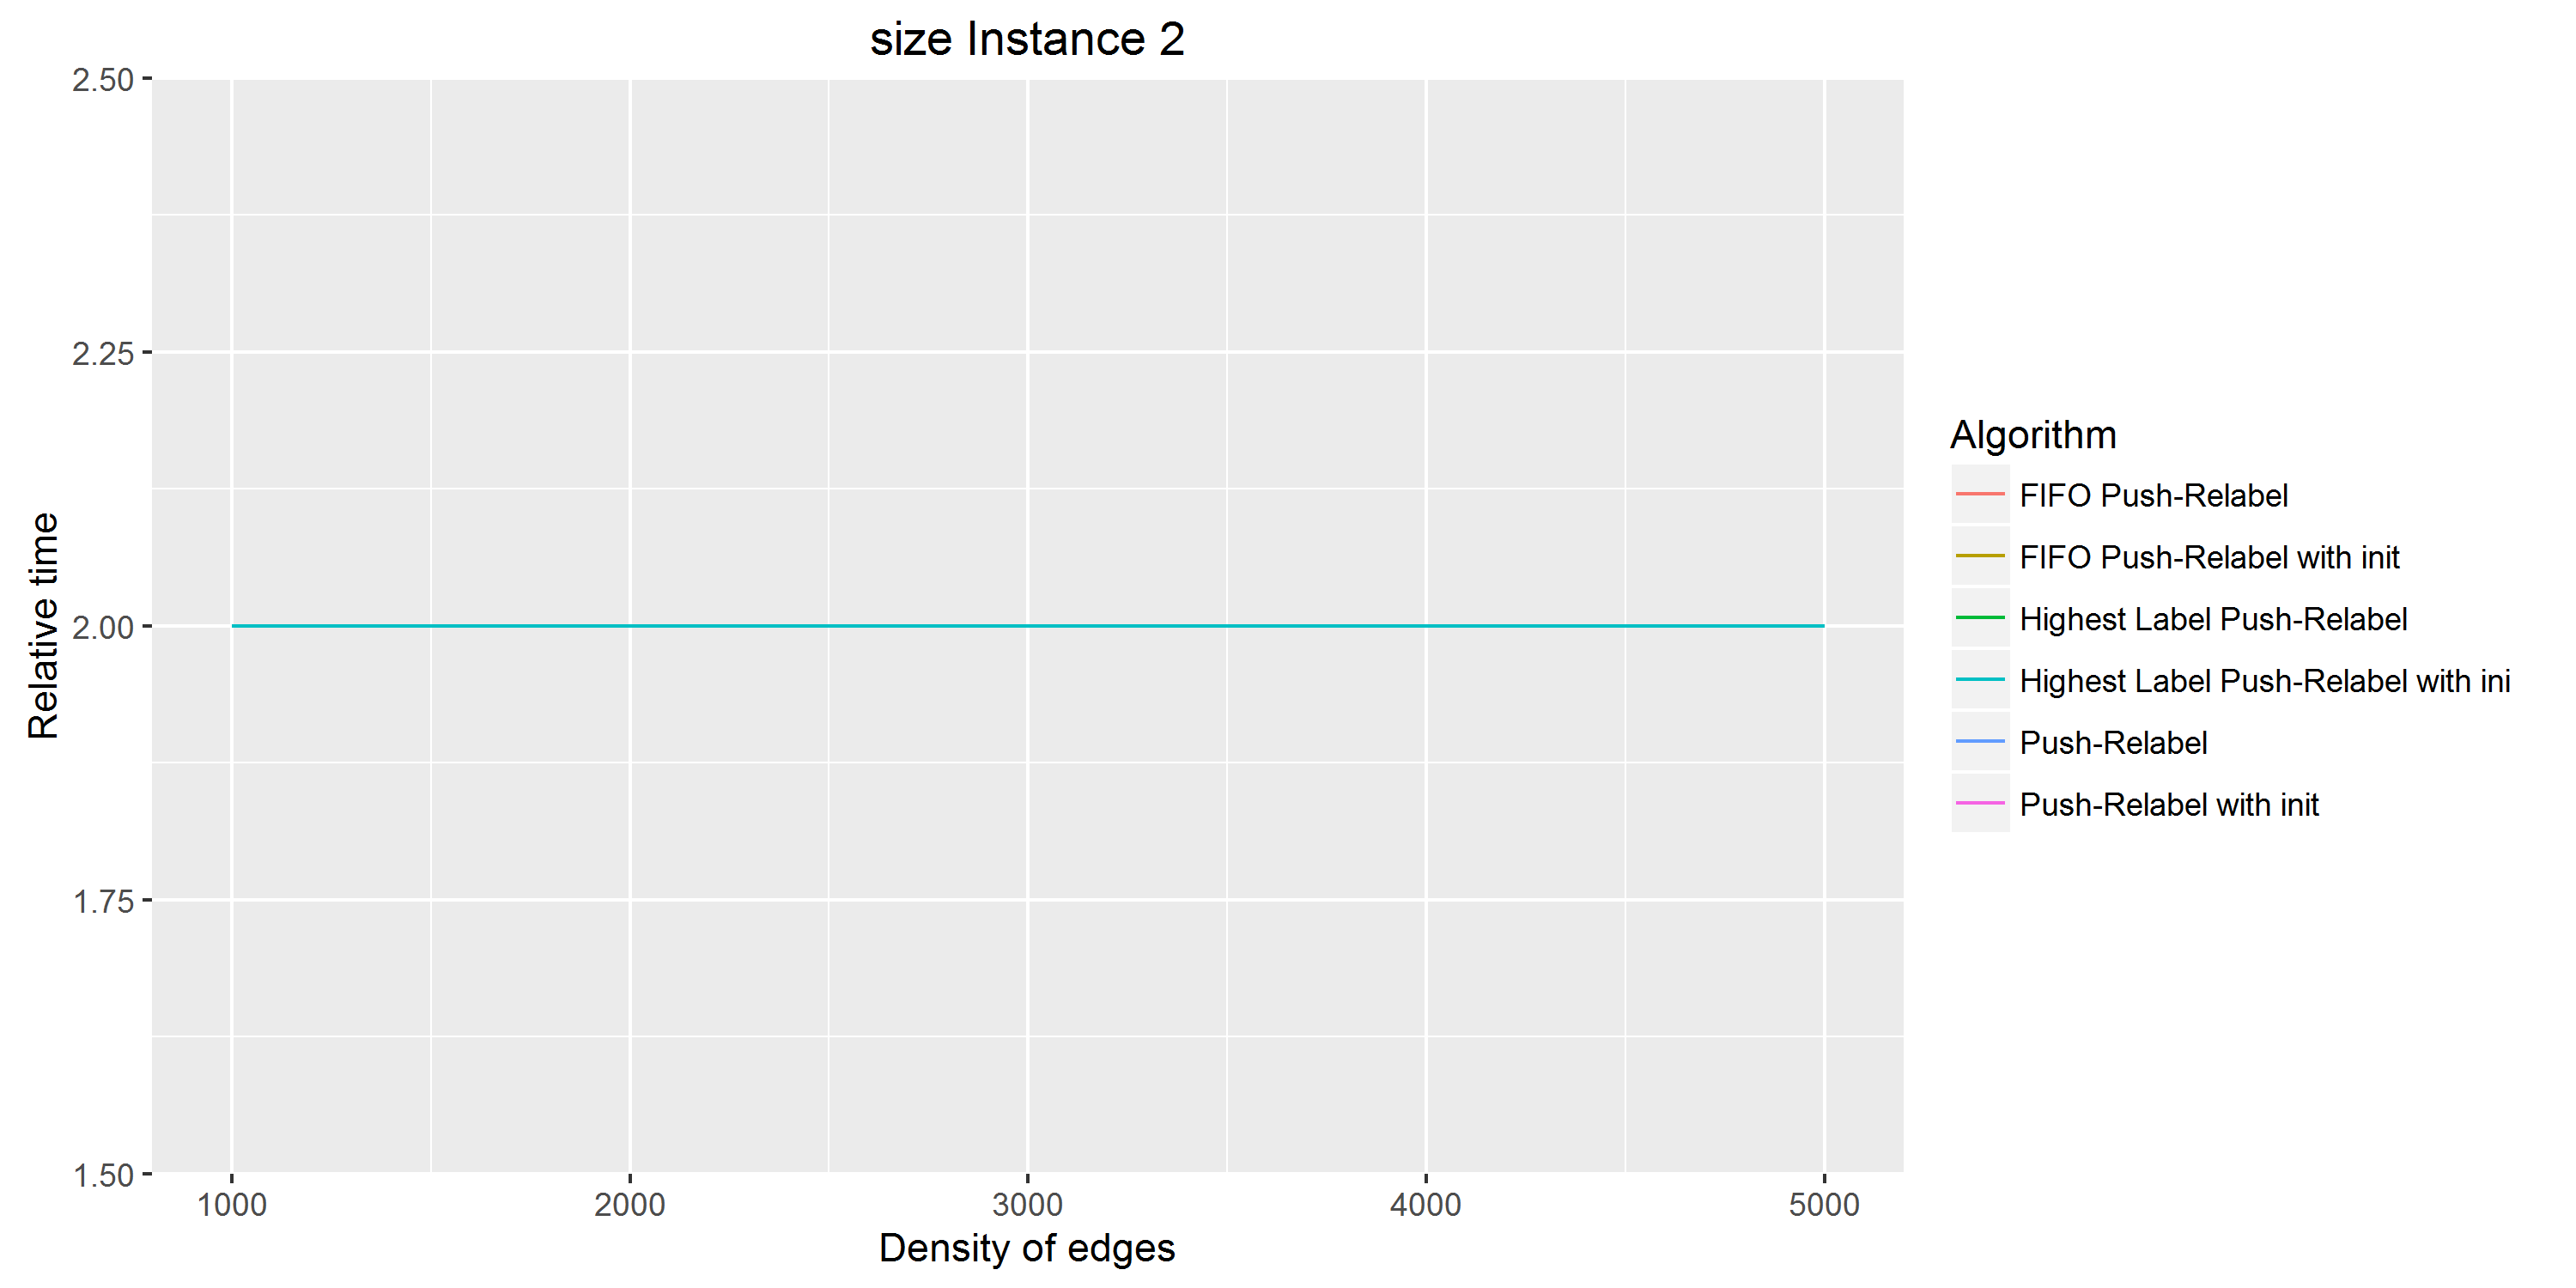 size Instance 2
2.50
2.25
2.00
1.75
1.50
Relative time
1000 2000 3000 4000 5000
Density of edges
Algorithm
FIFO Push-Relabel
FIFO Push-Relabel with init
Highest Label Push-Relabel
Highest Label Push-Relabel with ini
Push-Relabel
Push-Relabel with init